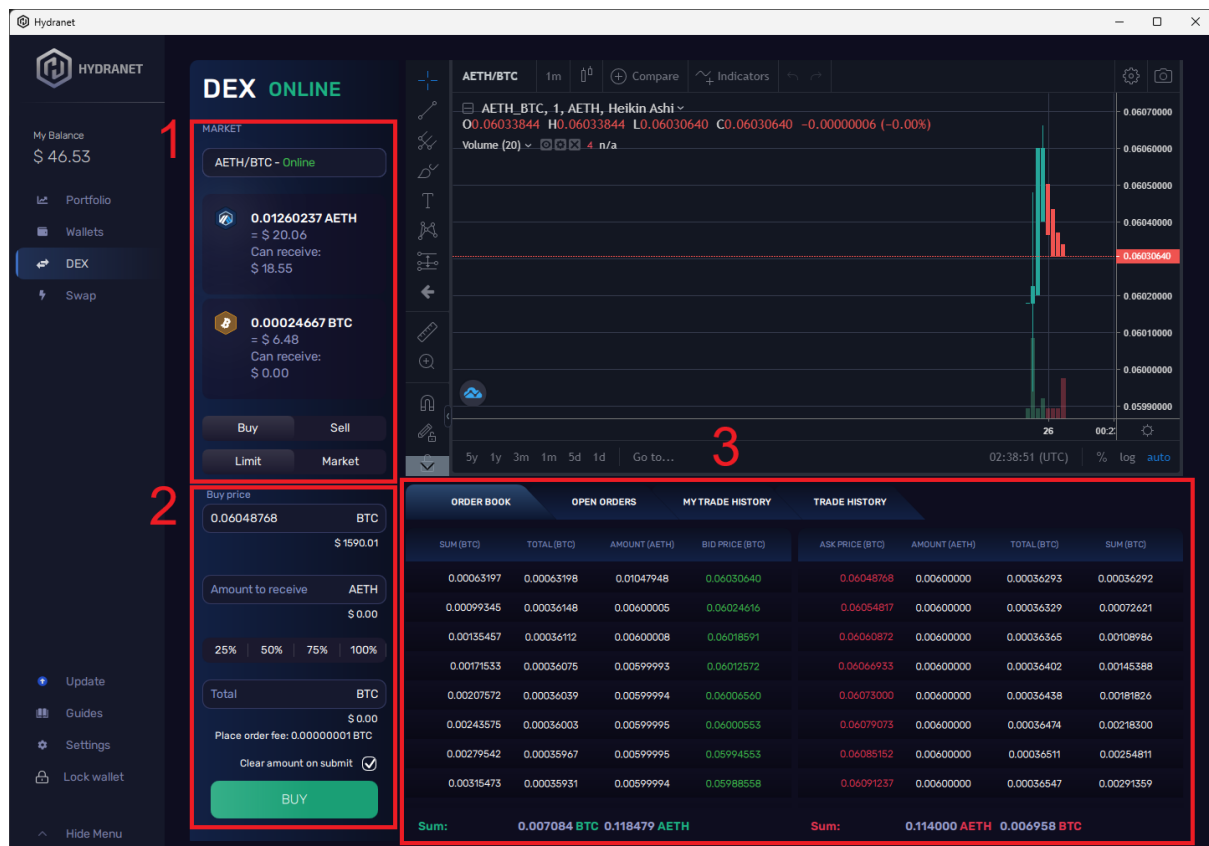 Hydranet
HYDRANET
My Balance
$ 46.53
Portfolio
Wallets
DEX
Swap
Update
Guides
Settings
Lock wallet
Hide Menu
DEX ONLINE
1
MARKET
AETH/BTC - Online
0.01260237 AETH
= $ 20.06
Can receive:
$ 18.55
0.00024667 BTC
= $ 6.48
Can receive:
$ 0.00
Buy Sell
Limit Market
2
Buy price
0.06048768 BTC
$ 1590.01
Amount to receive AETH
$ 0.00
25% 50% 75% 100%
Total BTC
$ 0.00
Place order fee: 0.00000001 BTC
Clear amount on submit
BUY
AETH/BTC 1m Compare Indicators
AETH_BTC, 1, AETH, Heikin Ashi
O0.06033844 H0.06033844 L0.06030640 C0.06030640 -0.00000006 (-0.00%)
Volume (20) 4 n/a
0.06070000
0.06060000
0.06050000
0.06040000
0.06030640
0.06020000
0.06010000
0.06000000
0.05990000
26 00:2
5y 1y 3m 1m 5d 1d Go to... 02:38:51 (UTC) % log auto
3
ORDER BOOK OPEN ORDERS MY TRADE HISTORY TRADE HISTORY
SUM (BTC) TOTAL (BTC) AMOUNT (AETH) BID PRICE (BTC) ASK PRICE (BTC) AMOUNT (AETH) TOTAL (BTC) SUM (BTC)
0.00063197 0.00063198 0.01047948 0.06030640 0.06048768 0.00600000 0.00036293 0.00036292
0.00099345 0.00036148 0.00600005 0.06024616 0.06054817 0.00600000 0.00036329 0.00072621
0.00135457 0.00036112 0.00600008 0.06018591 0.06060872 0.00600000 0.00036365 0.00108986
0.00171533 0.00036075 0.00599993 0.06012572 0.06066933 0.00600000 0.00036402 0.00145388
0.00207572 0.00036039 0.00599994 0.06006560 0.06073000 0.00600000 0.00036438 0.00181826
0.00243575 0.00036003 0.00599995 0.06000553 0.06079073 0.00600000 0.00036474 0.00218300
0.00279542 0.00035967 0.00599995 0.05994553 0.06085152 0.00600000 0.00036511 0.00254811
0.00315473 0.00035931 0.00599994 0.05988558 0.06091237 0.00600000 0.00036547 0.00291359
Sum: 0.007084 BTC 0.118479 AETH Sum: 0.114000 AETH 0.006958 BTC